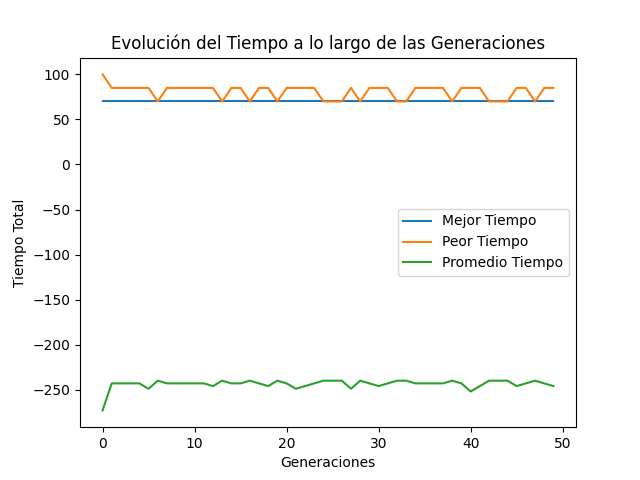 Evolución del Tiempo a lo largo de las Generaciones
Tiempo Total
100
50
0
−50
−100
−150
−200
−250
Mejor Tiempo
Peor Tiempo
Promedio Tiempo
0 10 20 30 40 50
Generaciones